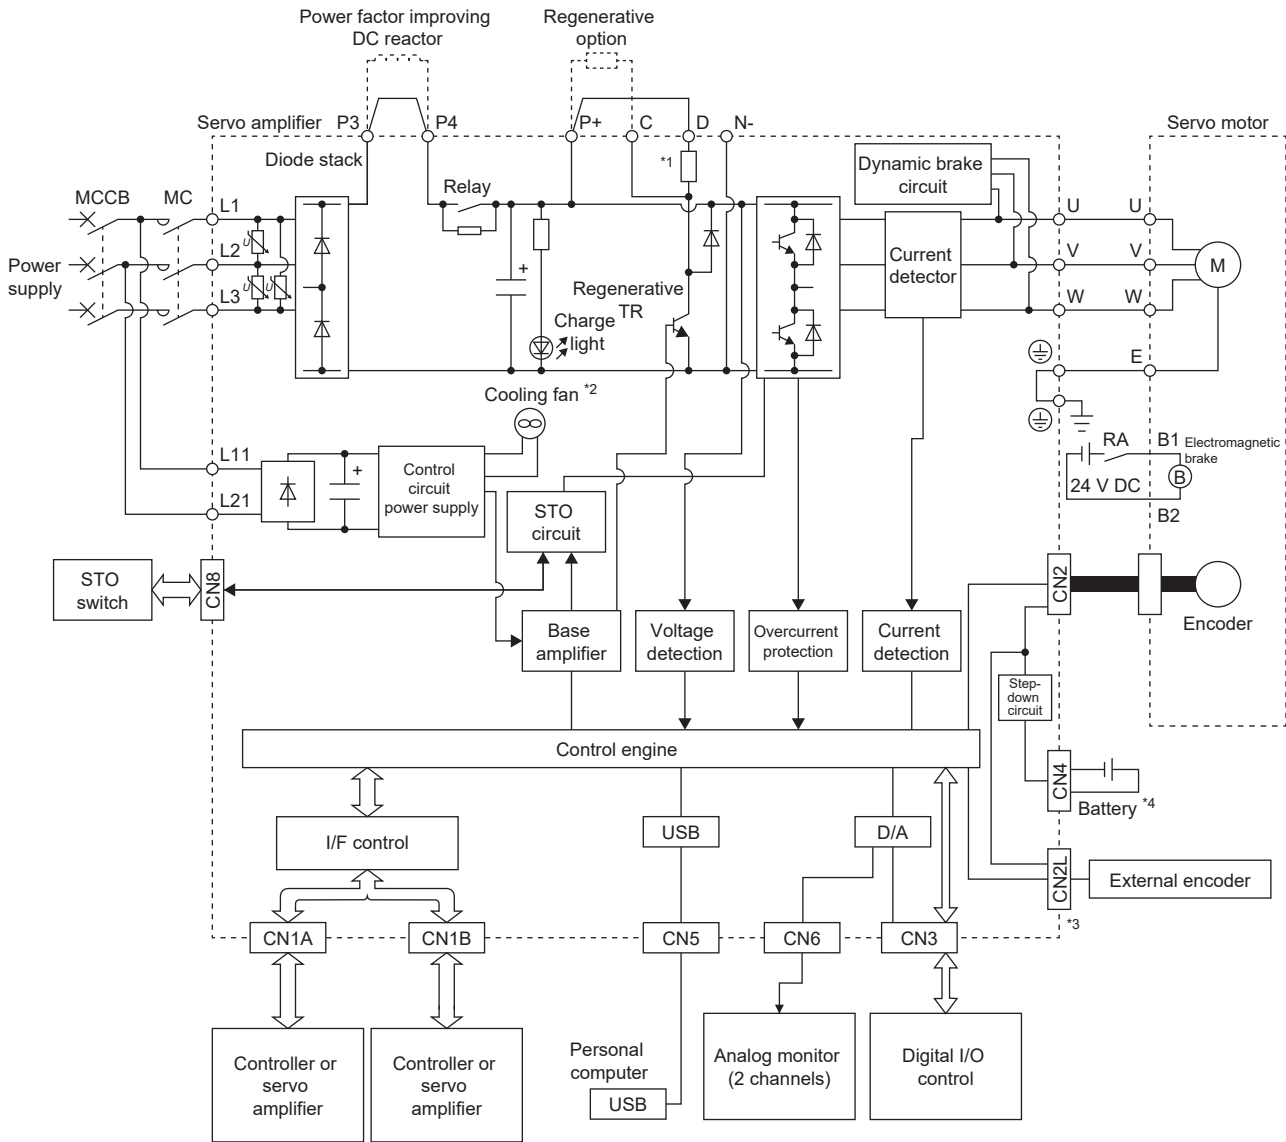 Power factor improving
DC reactor
Regenerative
option
Servo amplifier
P3
P4
P+
C
D
N-
Servo motor
Diode stack
*1
Dynamic brake
circuit
MCCB
MC
L1
Relay
U
U
L2
U
Power
supply
Current
detector
V
V
M
U
U
L3
+
Regenerative
TR
W
W
Charge
light
E
Cooling fan *2
RA
B1
Electromagnetic
brake
L11
+
Control
circuit
power supply
24 V DC
B
L21
STO
circuit
B2
STO
switch
CN8
CN2
Encoder
Base
amplifier
Voltage
detection
Overcurrent
protection
Current
detection
Step-
down
circuit
Control engine
CN4
Battery *4
I/F control
USB
D/A
CN2L
External encoder
*3
CN1A
CN1B
CN5
CN6
CN3
Controller or
servo
amplifier
Controller or
servo
amplifier
Personal
computer
USB
Analog monitor
(2 channels)
Digital I/O
control